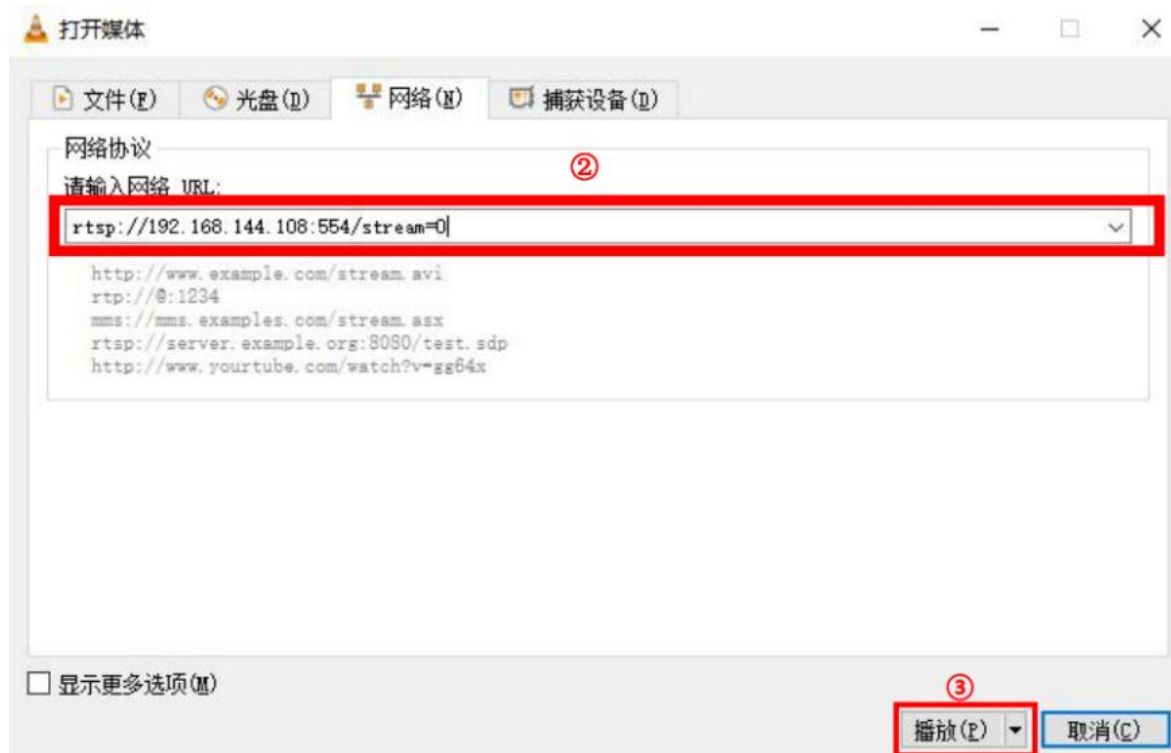 打开媒体
文件(F) 光盘(D) 网络(N) 捕获设备(D)
网络协议
②
请输入网络 URL:
rtsp://192.168.144.108:554/stream=0
http://www.example.com/stream.avi
rtp://@:1234
mms://mms.examples.com/stream.asx
rtsp://server.example.org:8080/test.sdp
http://www.yourtube.com/watch?v=gg64x
显示更多选项(M)
③
播放(P) 取消(C)